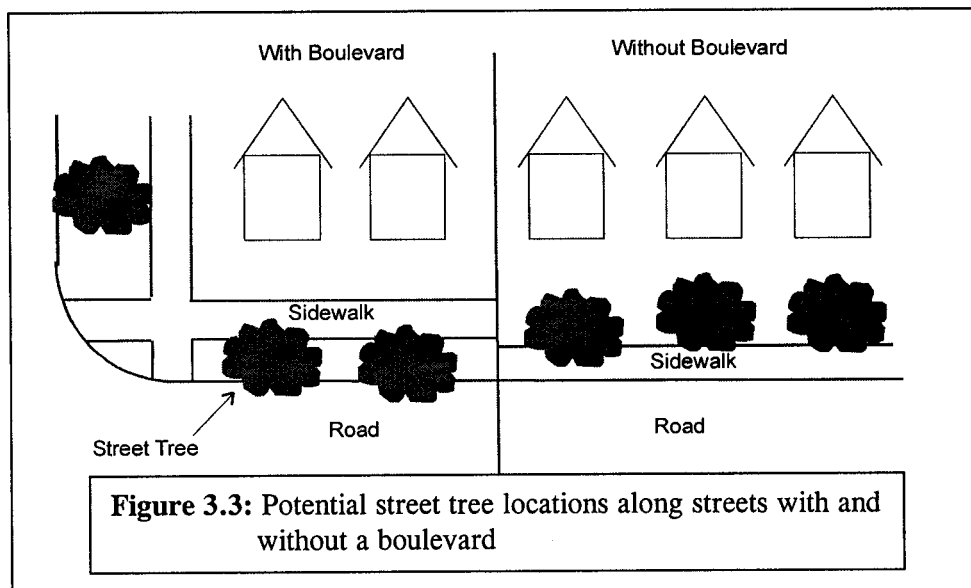 With Boulevard
Without Boulevard
Sidewalk
Sidewalk
Street Tree
Road
Road
Figure 3.3: Potential street tree locations along streets with and
without a boulevard